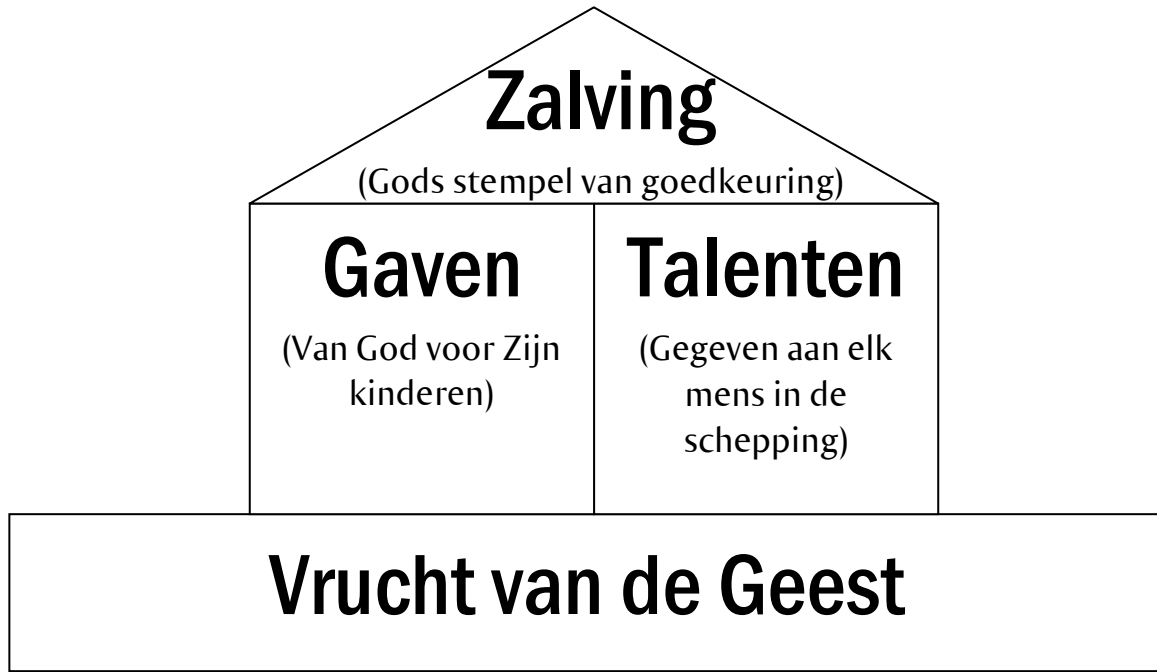 Zalving
(Gods stempel van goedkeuring)
Gaven
(Van God voor Zijn
kinderen)
Talenten
(Gegeven aan elk
mens in de
schepping)
Vrucht van de Geest